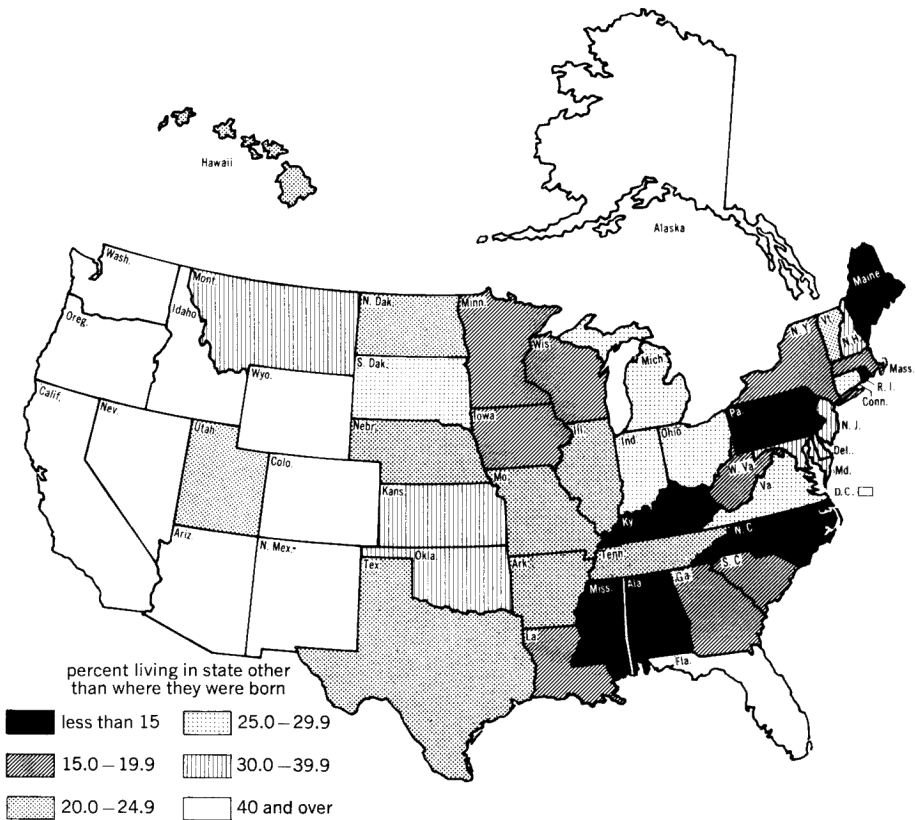 Hawaii
Alaska
Wash.
Mont.
N. Dak.
Minn.
Maine
Oreg.
Idaho
Wis.
N. Y.
Vt.
N. H.
Mich.
Mass.
S. Dak.
Wyo.
R. I.
Conn.
Calif.
Nev.
Iowa
Pa.
Nebr.
Utah
Ill.
Ind.
Ohio
N. J.
Del.
Colo.
W. Va.
Md.
Mo.
Va.
Kans.
D.C.
Ky
N. C
Ariz
N. Mex.
Okla.
Tenn.
Tex.
Ark.
S. C
Miss.
Ala
Ga
La.
Fla.
percent living in state other
than where they were born
less than 15
25.0–29.9
15.0–19.9
30.0–39.9
20.0–24.9
40 and over